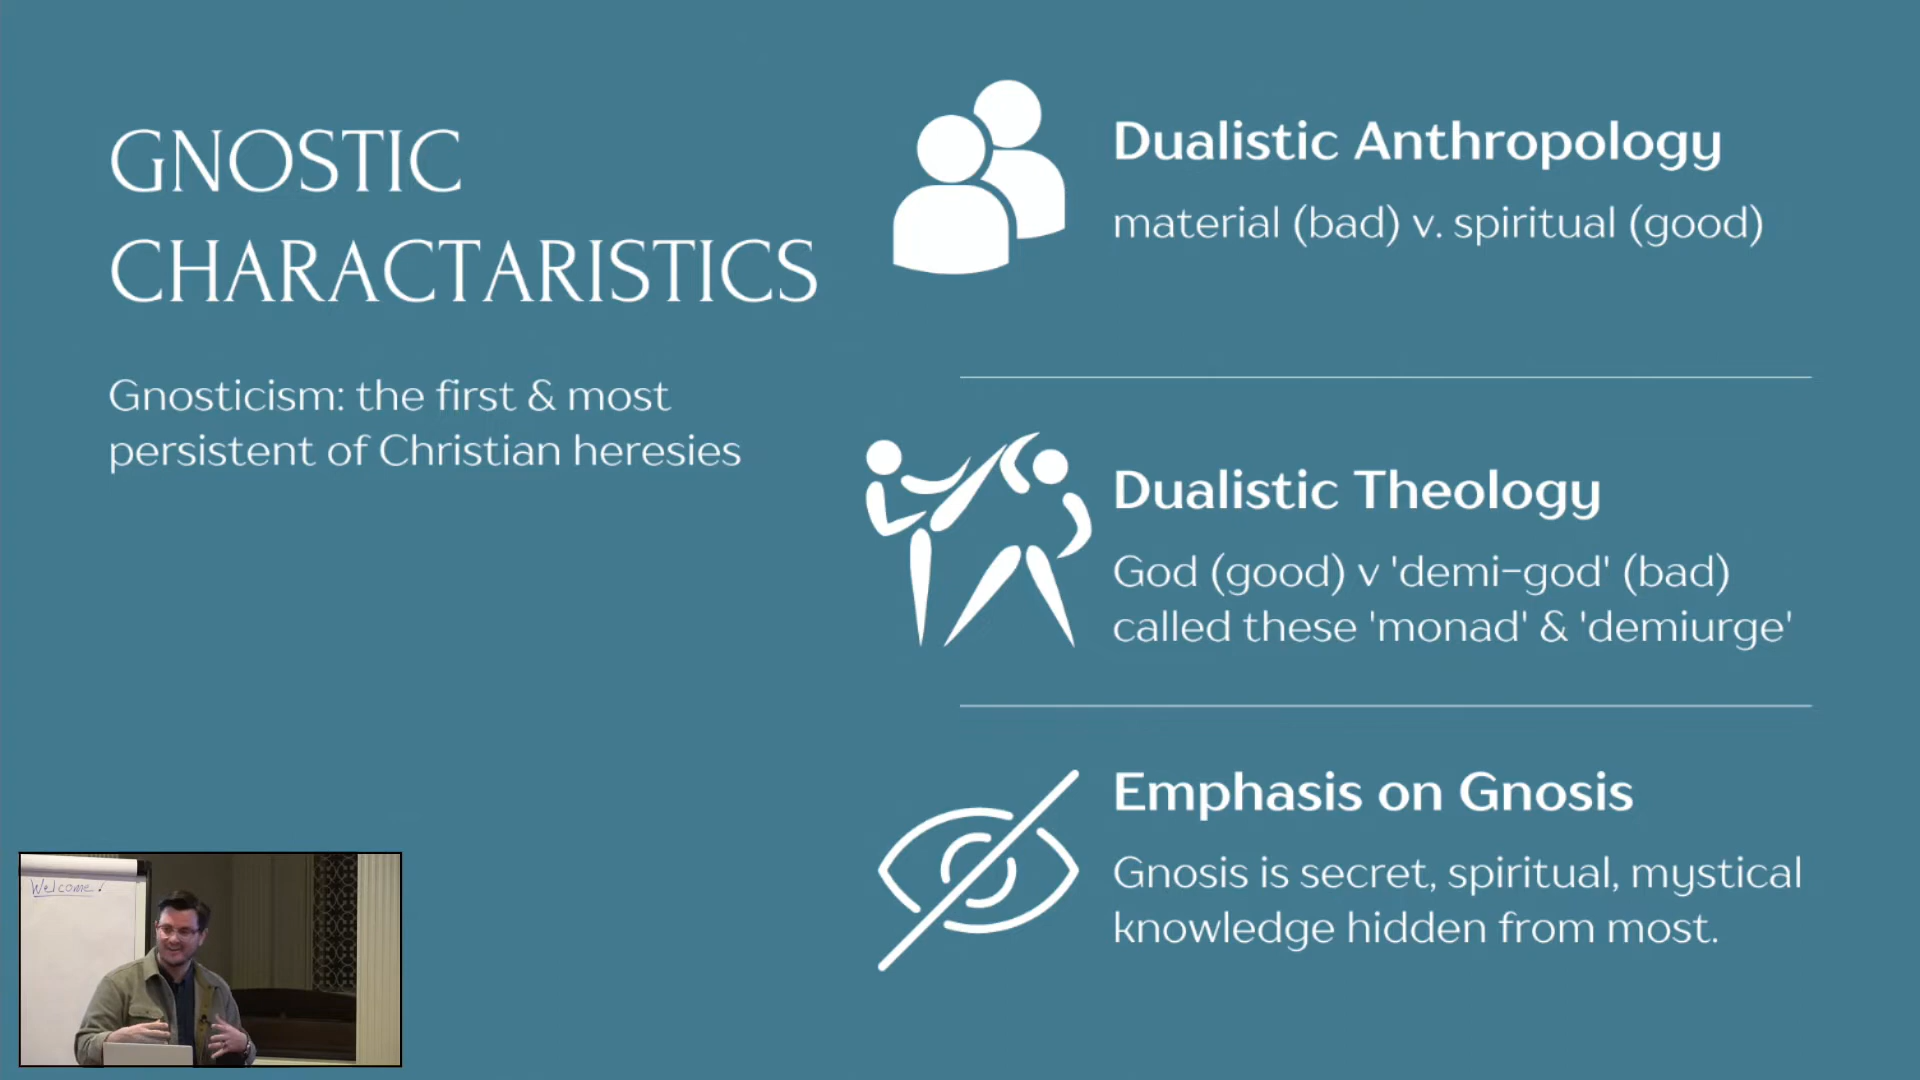 GNOSTIC
CHARACTARISTICS
Gnosticism: the first & most
persistent of Christian heresies
Dualistic Anthropology
material (bad) v. spiritual (good)
Dualistic Theology
God (good) v 'demi-god' (bad)
called these 'monad' & 'demiurge'
Emphasis on Gnosis
Gnosis is secret, spiritual, mystical
knowledge hidden from most.
Welcome!